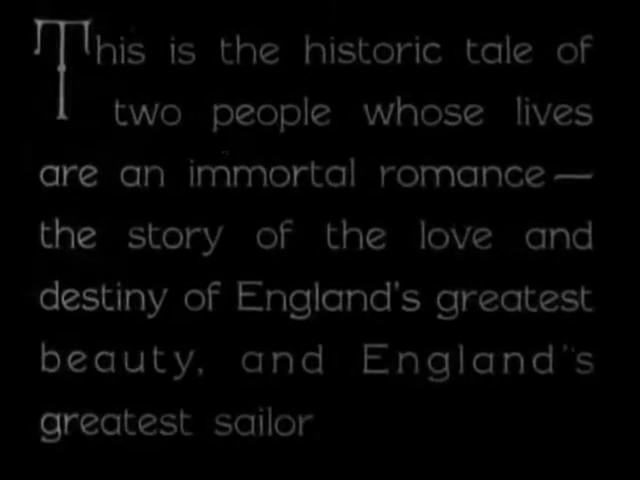 This is the historic tale of
two people whose lives
are an immortal romance—
the story of the love and
destiny of England's greatest
beauty, and England's
greatest sailor